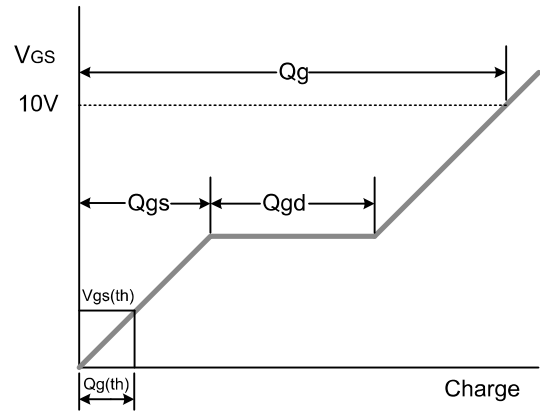 VGS
Qg
10V
Qgs
Qgd
Vgs(th)
Qg(th)
Charge